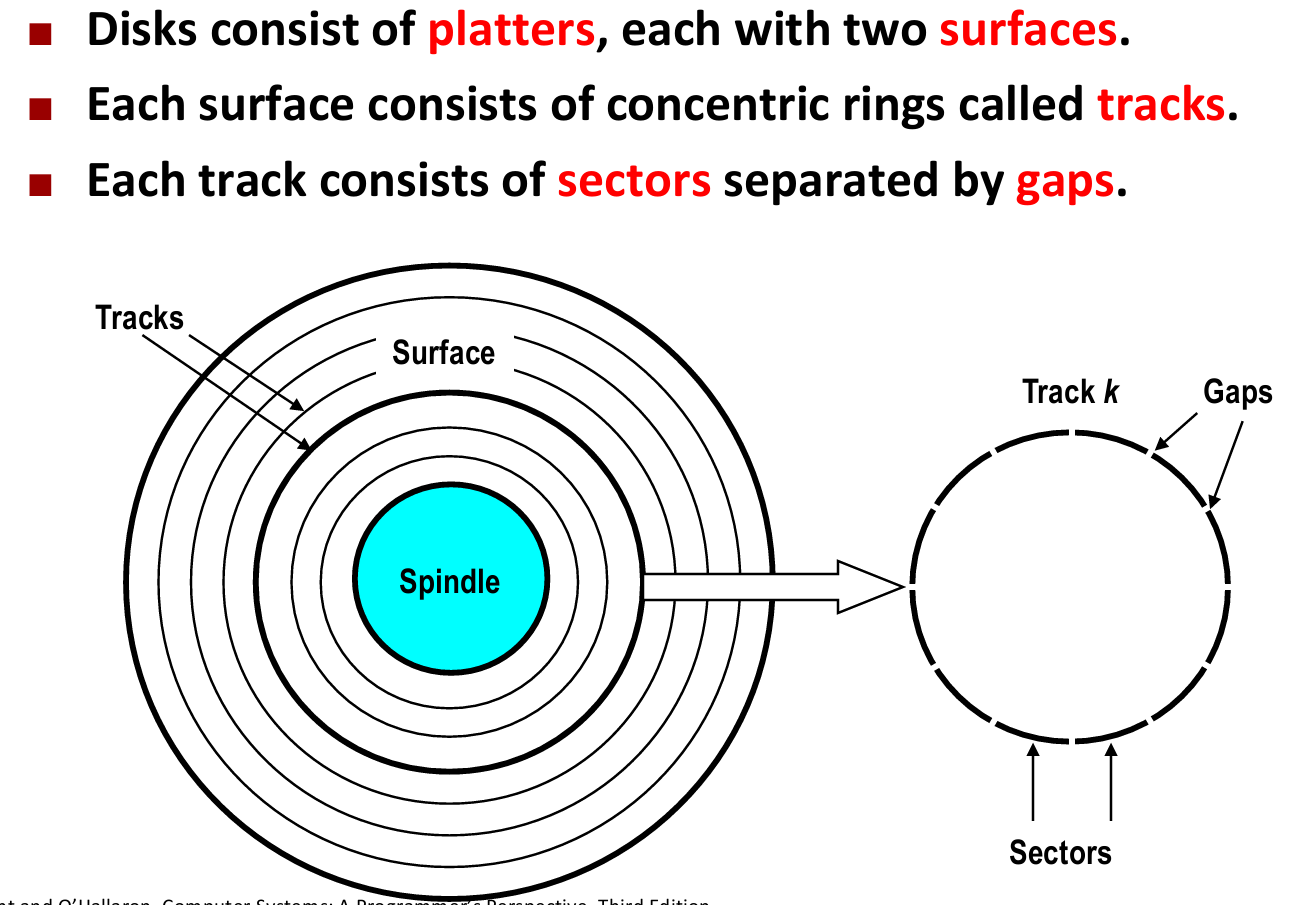 Disks consist of platters, each with two surfaces.
Each surface consists of concentric rings called tracks.
Each track consists of sectors separated by gaps.
Tracks
Surface
Track k
Gaps
Spindle
Sectors
and O'Hallaron, Computer Systems: A Programmer's Perspective, Third Edition